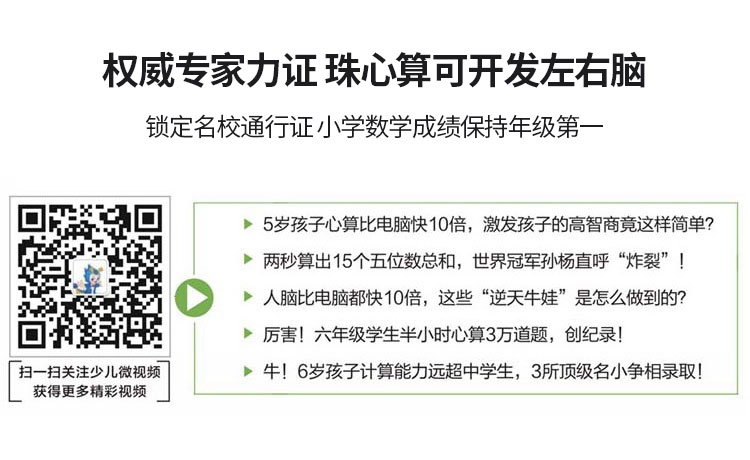 权威专家力证 珠心算可开发左右脑
锁定名校通行证 小学数学成绩保持年级第一
5岁孩子心算比电脑快10倍，激发孩子的高智商竟这样简单？
两秒算出15个五位数总和，世界冠军孙杨直呼“炸裂”！
人脑比电脑都快10倍，这些“逆天牛娃”是怎么做到的？
厉害！六年级学生半小时心算3万道题，创纪录！
牛！6岁孩子计算能力远超中学生，3所顶级名小争相录取！
扫一扫关注少儿微视频
获得更多精彩视频